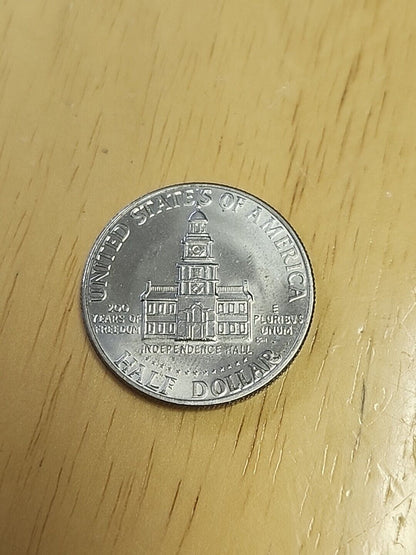 UNITED STATES OF AMERICA
200
YEARS OF
FREEDOM
E
PLURIBUS
UNUM
INDEPENDENCE HALL
HALF DOLLAR